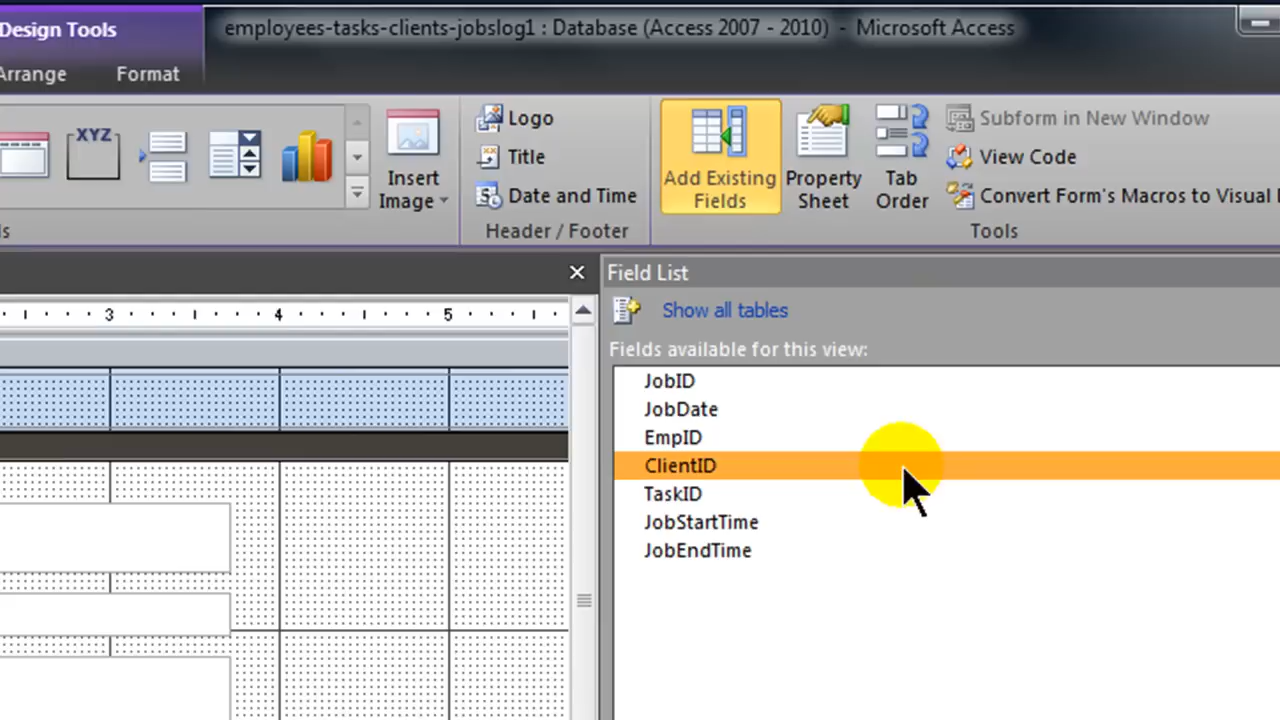 Design Tools
employees-tasks-clients-jobslog1 : Database (Access 2007 - 2010) - Microsoft Access
Arrange Format
XYZ
Insert Image
Logo
Title
Date and Time
Header / Footer
Add Existing Fields
Property Sheet
Tab Order
Subform in New Window
View Code
Convert Form's Macros to Visual
Tools
Field List
Show all tables
3 4 5
Fields available for this view:
JobID
JobDate
EmpID
ClientID
TaskID
JobStartTime
JobEndTime